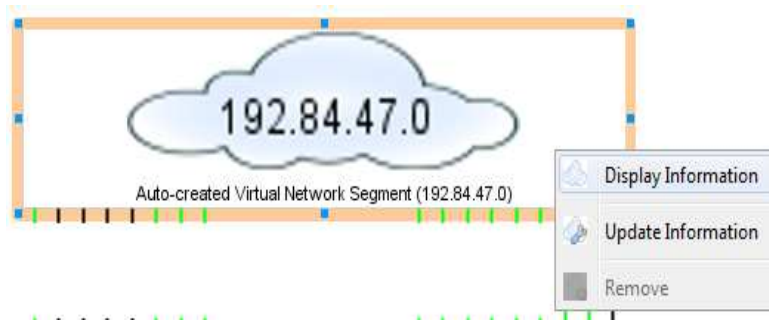 192.84.47.0
Auto-created Virtual Network Segment (192.84.47.0)
Display Information
Update Information
Remove